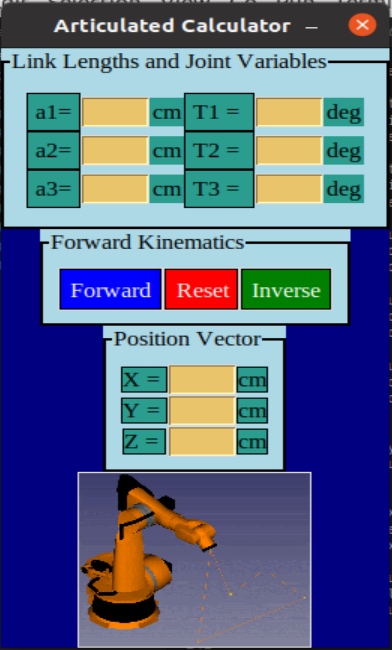 Articulated Calculator
Link Lengths and Joint Variables
a1= cm T1 = deg
a2= cm T2 = deg
a3= cm T3 = deg
Forward Kinematics
Forward Reset Inverse
Position Vector
X = cm
Y = cm
Z = cm